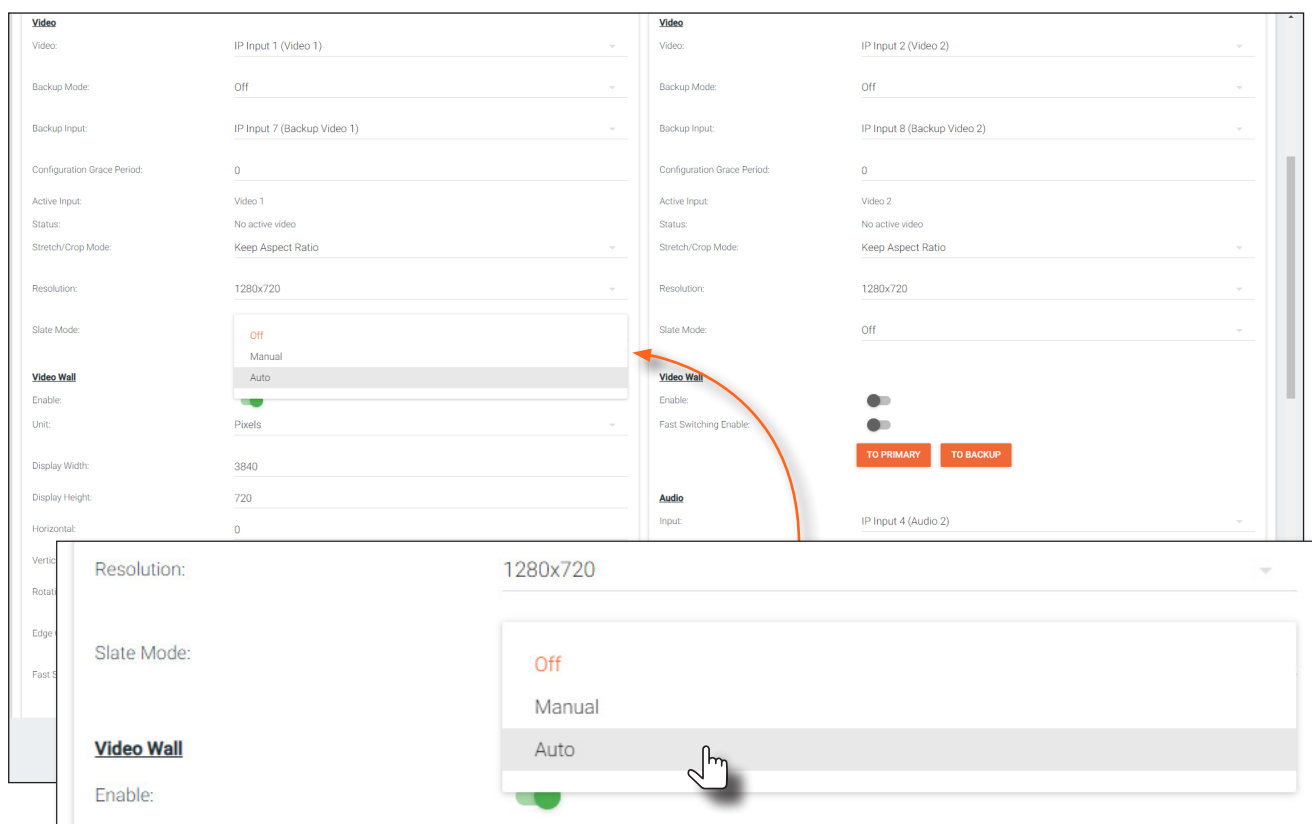 Video
Video: IP Input 1 (Video 1)
Backup Mode: Off
Backup Input: IP Input 7 (Backup Video 1)
Configuration Grace Period: 0
Active Input: Video 1
Status: No active video
Stretch/Crop Mode: Keep Aspect Ratio
Resolution: 1280x720
Slate Mode:
Off
Manual
Auto
Video Wall
Enable:
Unit: Pixels
Display Width: 3840
Display Height: 720
Horizontal: 0
Video
Video: IP Input 2 (Video 2)
Backup Mode: Off
Backup Input: IP Input 8 (Backup Video 2)
Configuration Grace Period: 0
Active Input: Video 2
Status: No active video
Stretch/Crop Mode: Keep Aspect Ratio
Resolution: 1280x720
Slate Mode: Off
Video Wall
Enable:
Fast Switching Enable:
TO PRIMARY TO BACKUP
Audio
Input: IP Input 4 (Audio 2)
Resolution: 1280x720
Slate Mode:
Off
Manual
Auto
Video Wall
Enable: